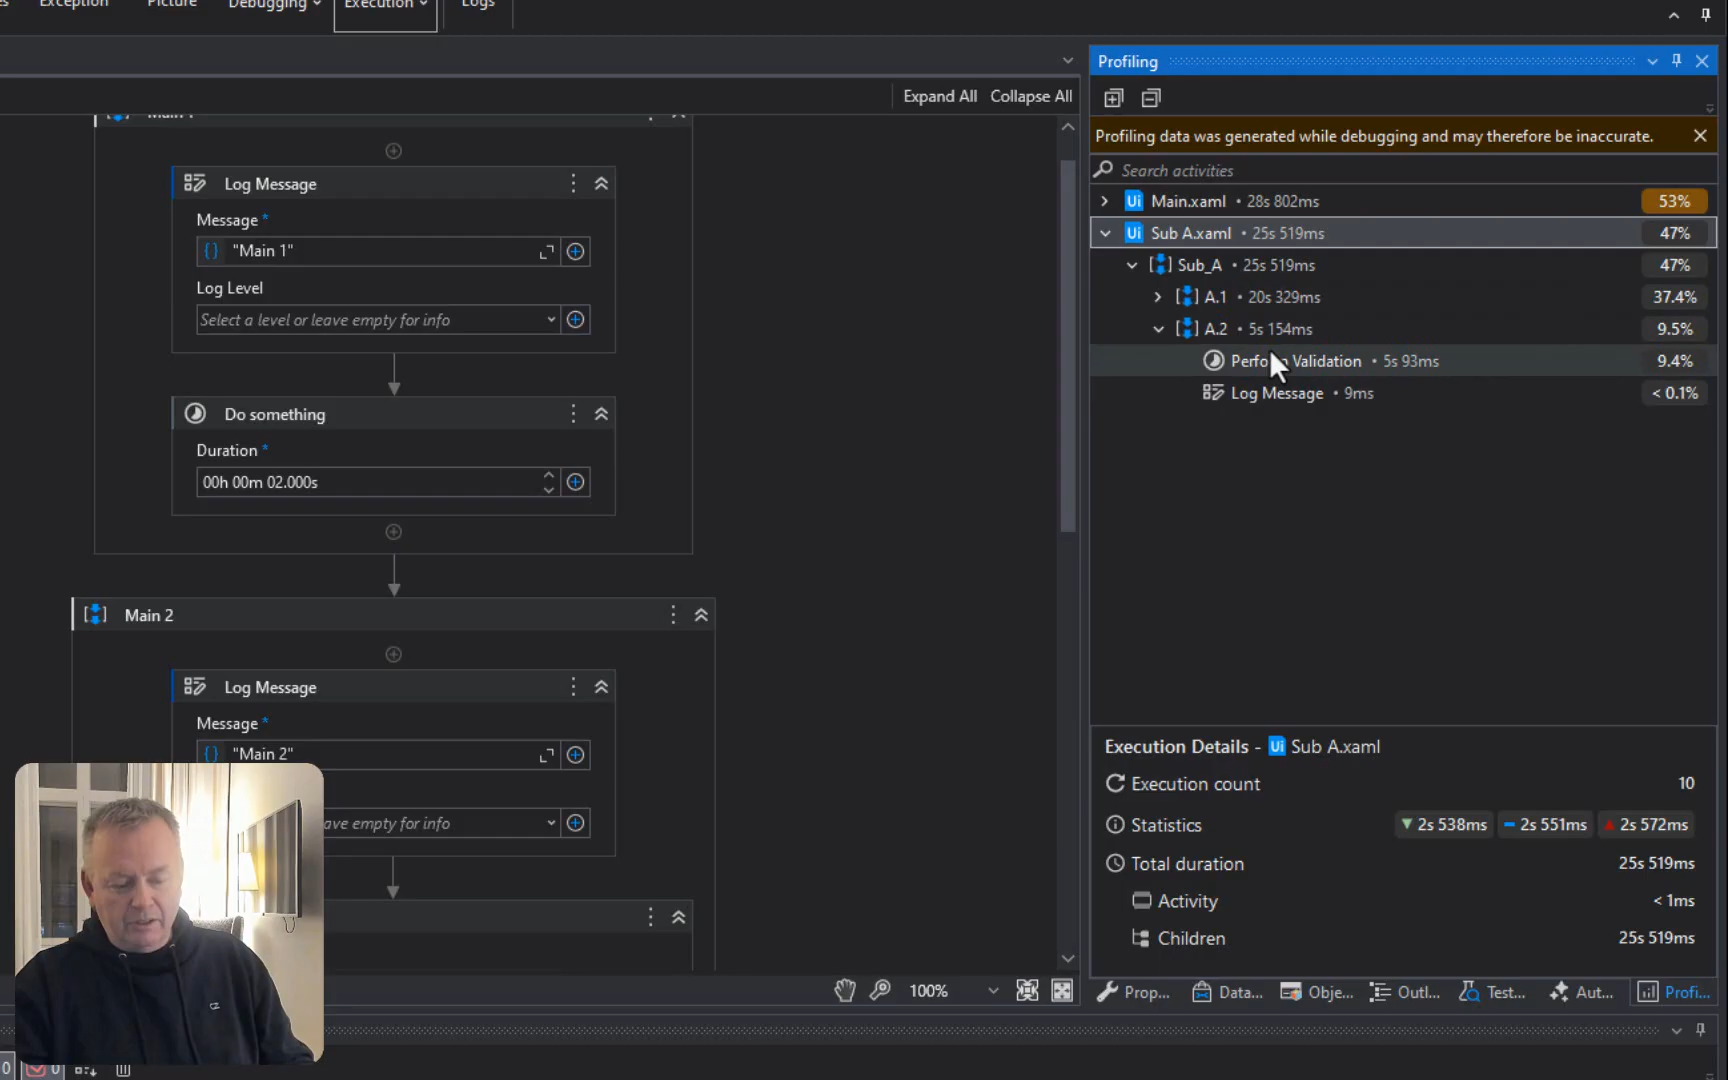 Exception
Picture
Debugging
Execution
Logs
Profiling
Expand All
Collapse All
Profiling data was generated while debugging and may therefore be inaccurate.
Search activities
Ui Main.xaml • 28s 802ms 53%
Ui Sub A.xaml • 25s 519ms 47%
Sub_A • 25s 519ms 47%
A.1 • 20s 329ms 37.4%
A.2 • 5s 154ms 9.5%
Validation • 5s 93ms 9.4%
Log Message • 9ms < 0.1%
Log Message
Message *
"Main 1"
Log Level
Select a level or leave empty for info
Do something
Duration *
00h 00m 02.000s
Main 2
Log Message
Message *
"Main 2"
ave empty for info
100%
Execution Details - Ui Sub A.xaml
Execution count 10
Statistics 2s 538ms 2s 551ms 2s 572ms
Total duration 25s 519ms
Activity < 1ms
Children 25s 519ms
Prop...
Data...
Obje...
Outl...
Test...
Aut...
Profi...
0
0